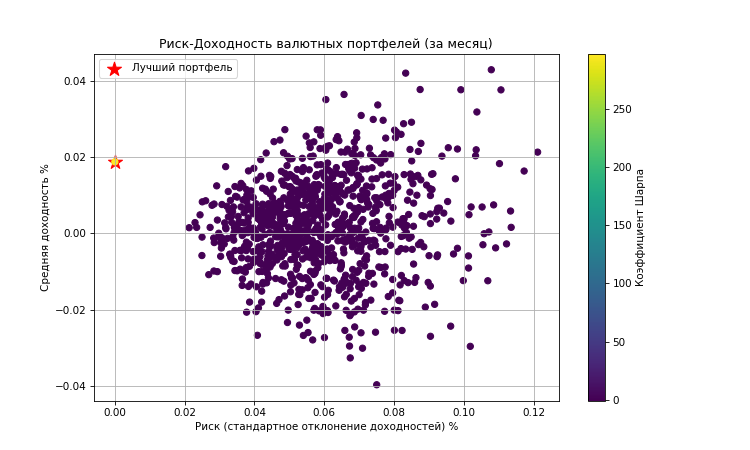 Риск-Доходность валютных портфелей (за месяц)
Лучший портфель
Средняя доходность %
0.04
0.02
0.00
−0.02
−0.04
0.00 0.02 0.04 0.06 0.08 0.10 0.12
Риск (стандартное отклонение доходностей) %
250
200
150
100
50
0
Коэффициент Шарпа